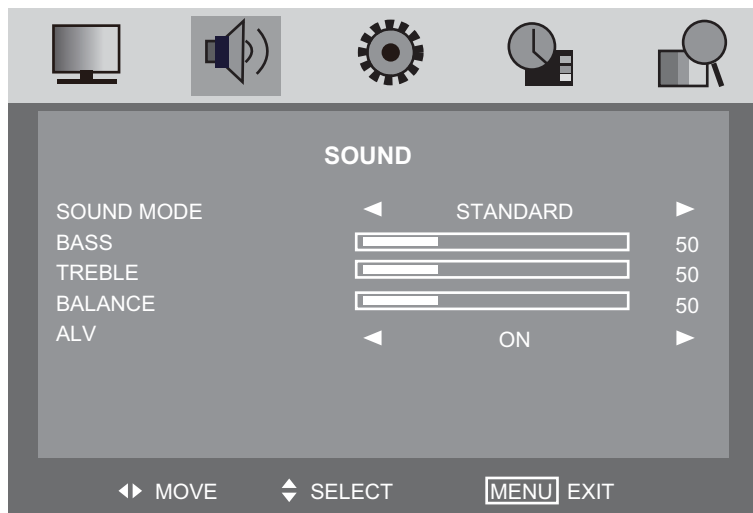 SOUND
SOUND MODE STANDARD
BASS 50
TREBLE 50
BALANCE 50
ALV ON
MOVE SELECT MENU EXIT